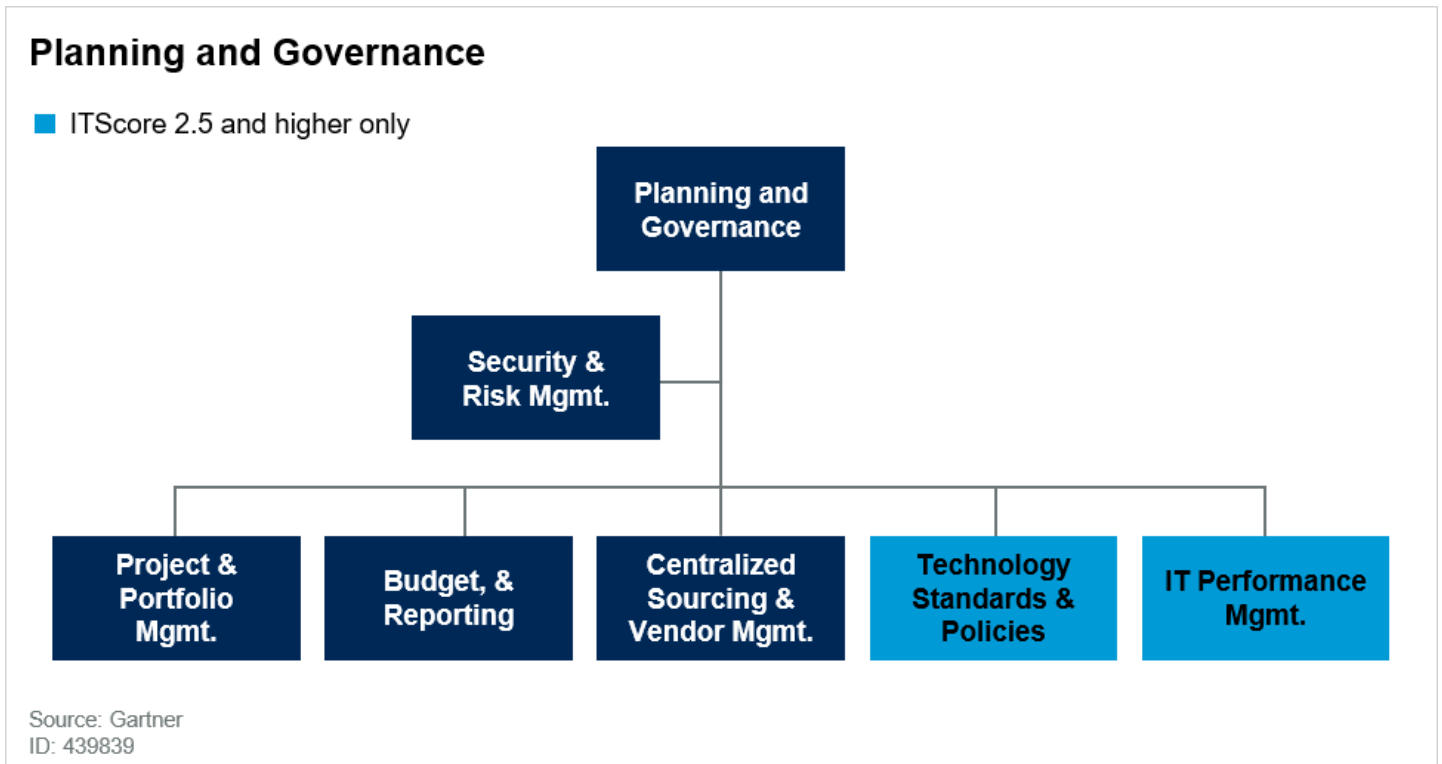 Planning and Governance
ITScore 2.5 and higher only
Planning and
Governance
Security &
Risk Mgmt.
Project &
Portfolio
Mgmt.
Budget, &
Reporting
Centralized
Sourcing &
Vendor Mgmt.
Technology
Standards &
Policies
IT Performance
Mgmt.
Source: Gartner
ID: 439839